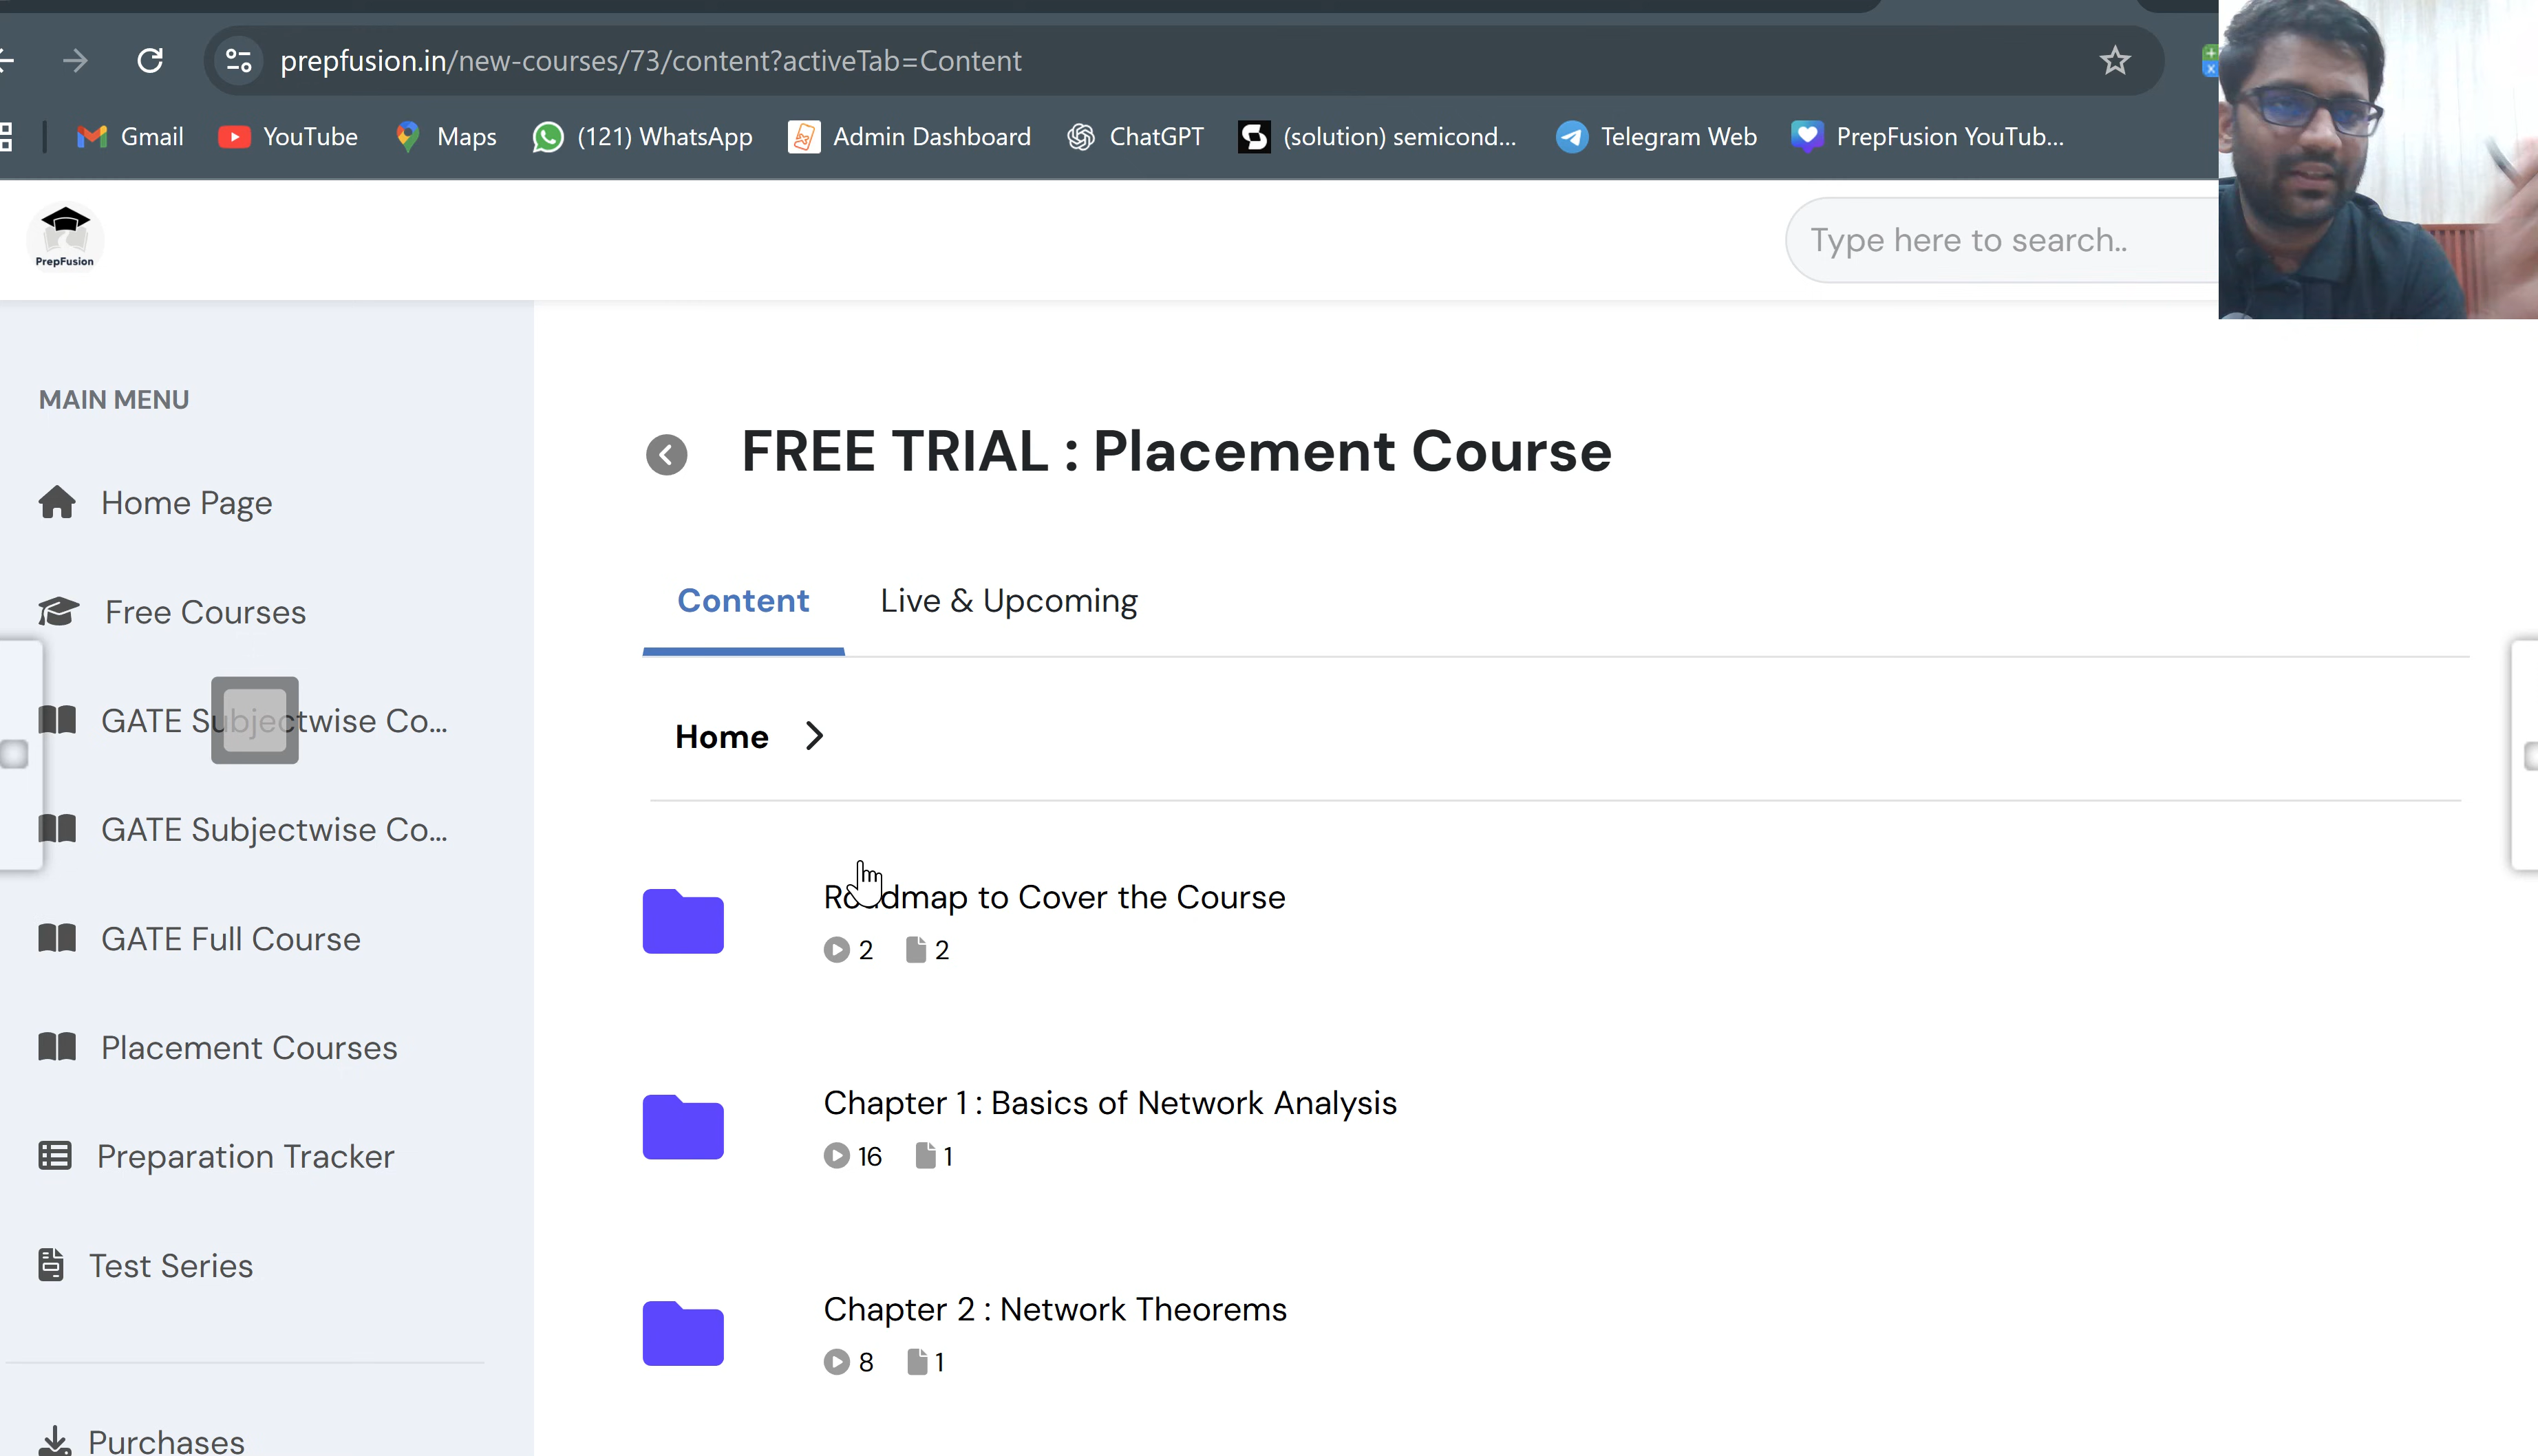 prepfusion.in/new-courses/73/content?activeTab=Content
Gmail YouTube Maps (121) WhatsApp Admin Dashboard ChatGPT (solution) semicond... Telegram Web PrepFusion YouTub...
PrepFusion
Type here to search..
MAIN MENU
Home Page
Free Courses
GATE Subjectwise Co...
GATE Subjectwise Co...
GATE Full Course
Placement Courses
Preparation Tracker
Test Series
Purchases
FREE TRIAL : Placement Course
Content Live & Upcoming
Home
Roadmap to Cover the Course
2 2
Chapter 1 : Basics of Network Analysis
16 1
Chapter 2 : Network Theorems
8 1